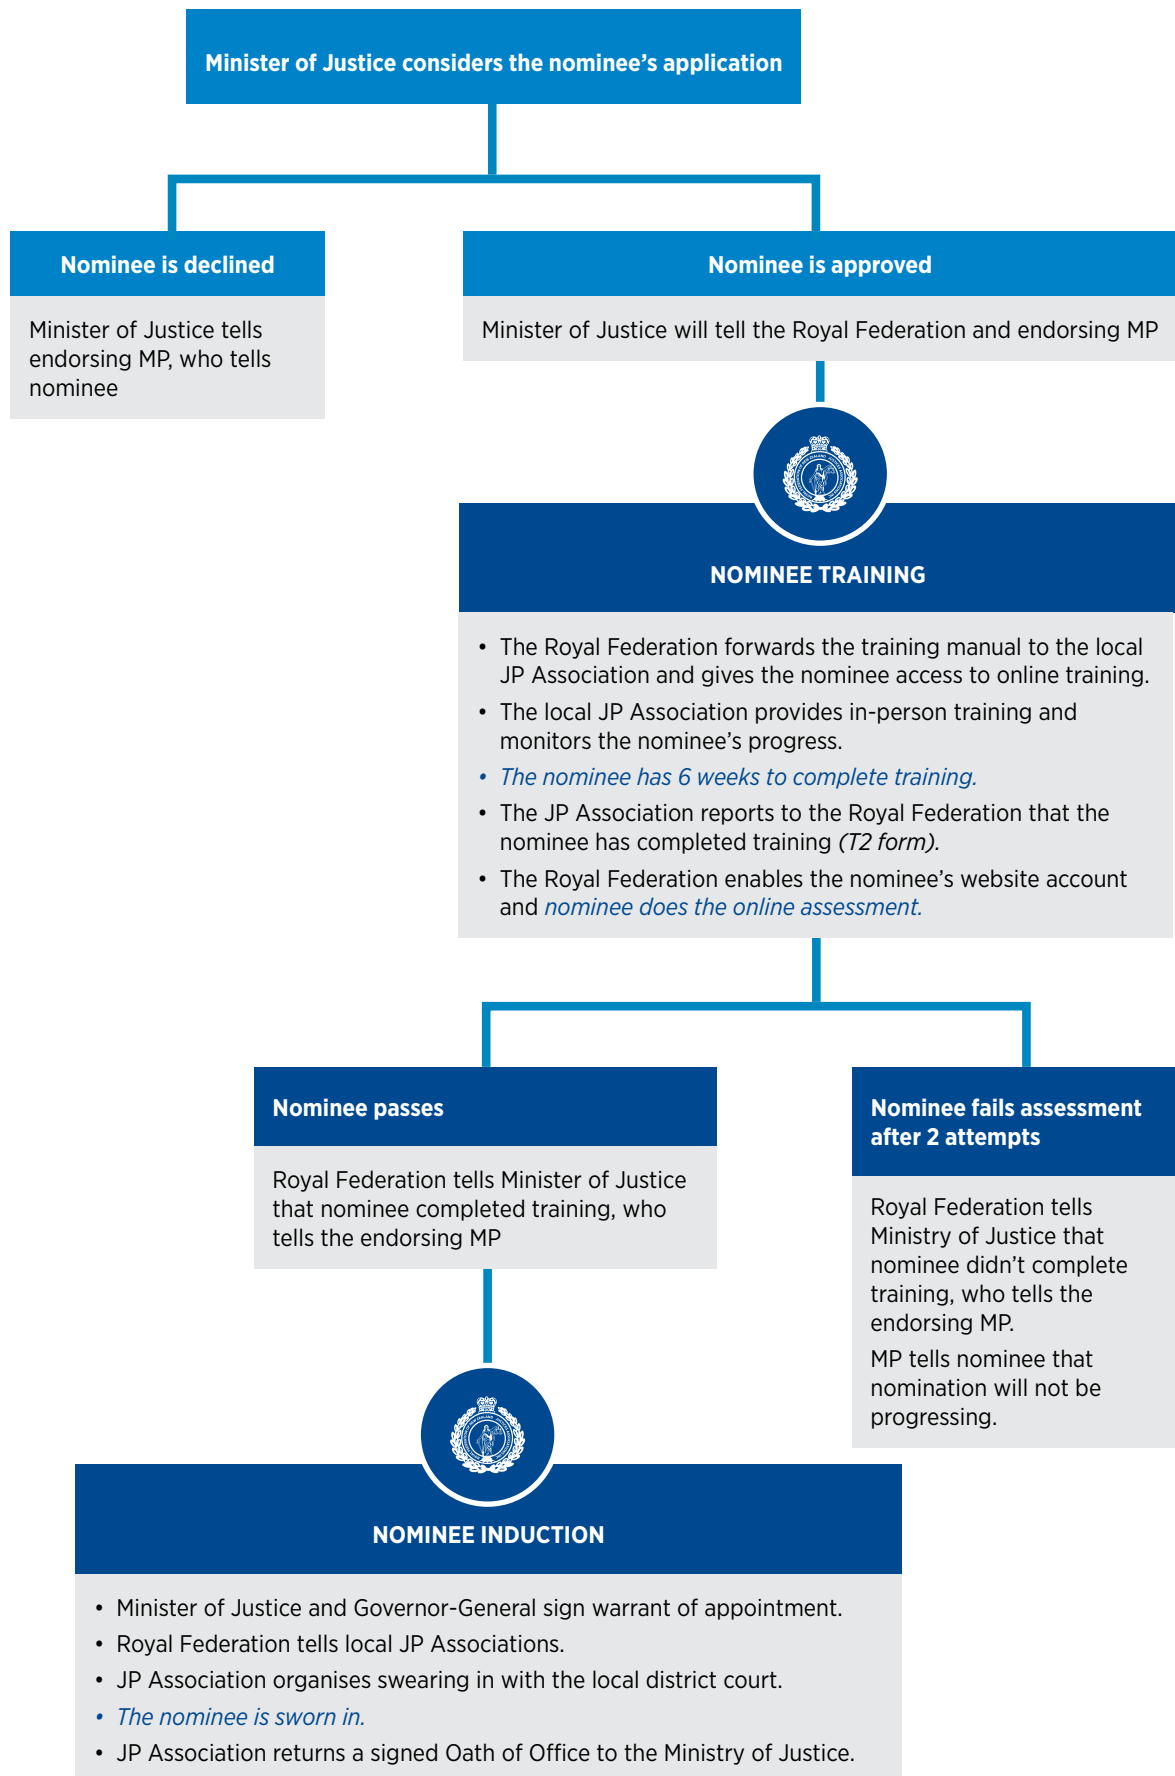 Minister of Justice considers the nominee's application
Nominee is declined
Minister of Justice tells
endorsing MP, who tells
nominee
Nominee is approved
Minister of Justice will tell the Royal Federation and endorsing MP
NOMINEE TRAINING
• The Royal Federation forwards the training manual to the local
JP Association and gives the nominee access to online training.
• The local JP Association provides in-person training and
monitors the nominee's progress.
• The nominee has 6 weeks to complete training.
• The JP Association reports to the Royal Federation that the
nominee has completed training (T2 form).
• The Royal Federation enables the nominee's website account
and nominee does the online assessment.
Nominee passes
Royal Federation tells Minister of Justice
that nominee completed training, who
tells the endorsing MP
Nominee fails assessment
after 2 attempts
Royal Federation tells
Ministry of Justice that
nominee didn't complete
training, who tells the
endorsing MP.
MP tells nominee that
nomination will not be
progressing.
NOMINEE INDUCTION
• Minister of Justice and Governor-General sign warrant of appointment.
• Royal Federation tells local JP Associations.
• JP Association organises swearing in with the local district court.
• The nominee is sworn in.
• JP Association returns a signed Oath of Office to the Ministry of Justice.